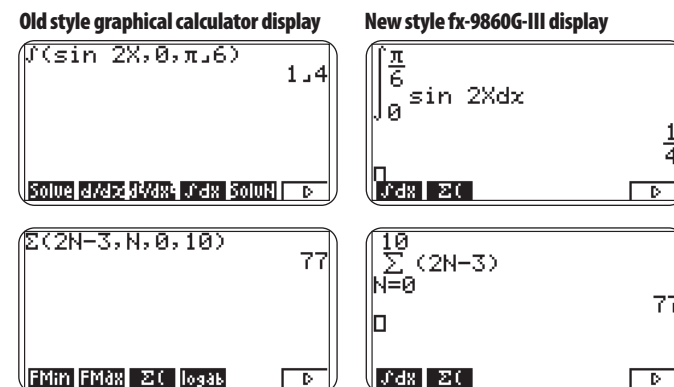 Old style graphical calculator display
New style fx-9860G-III display
∫(sin 2X,0,π⌟6)
1⌟4
Solve d/dx d²/dx² ∫dx SolvN ▷
π
6
∫ sin 2Xdx
0
1
4
∫dx Σ( ▷
Σ(2N-3,N,0,10)
77
FMin FMax Σ( logab ▷
10
Σ (2N-3)
N=0
77
∫dx Σ( ▷